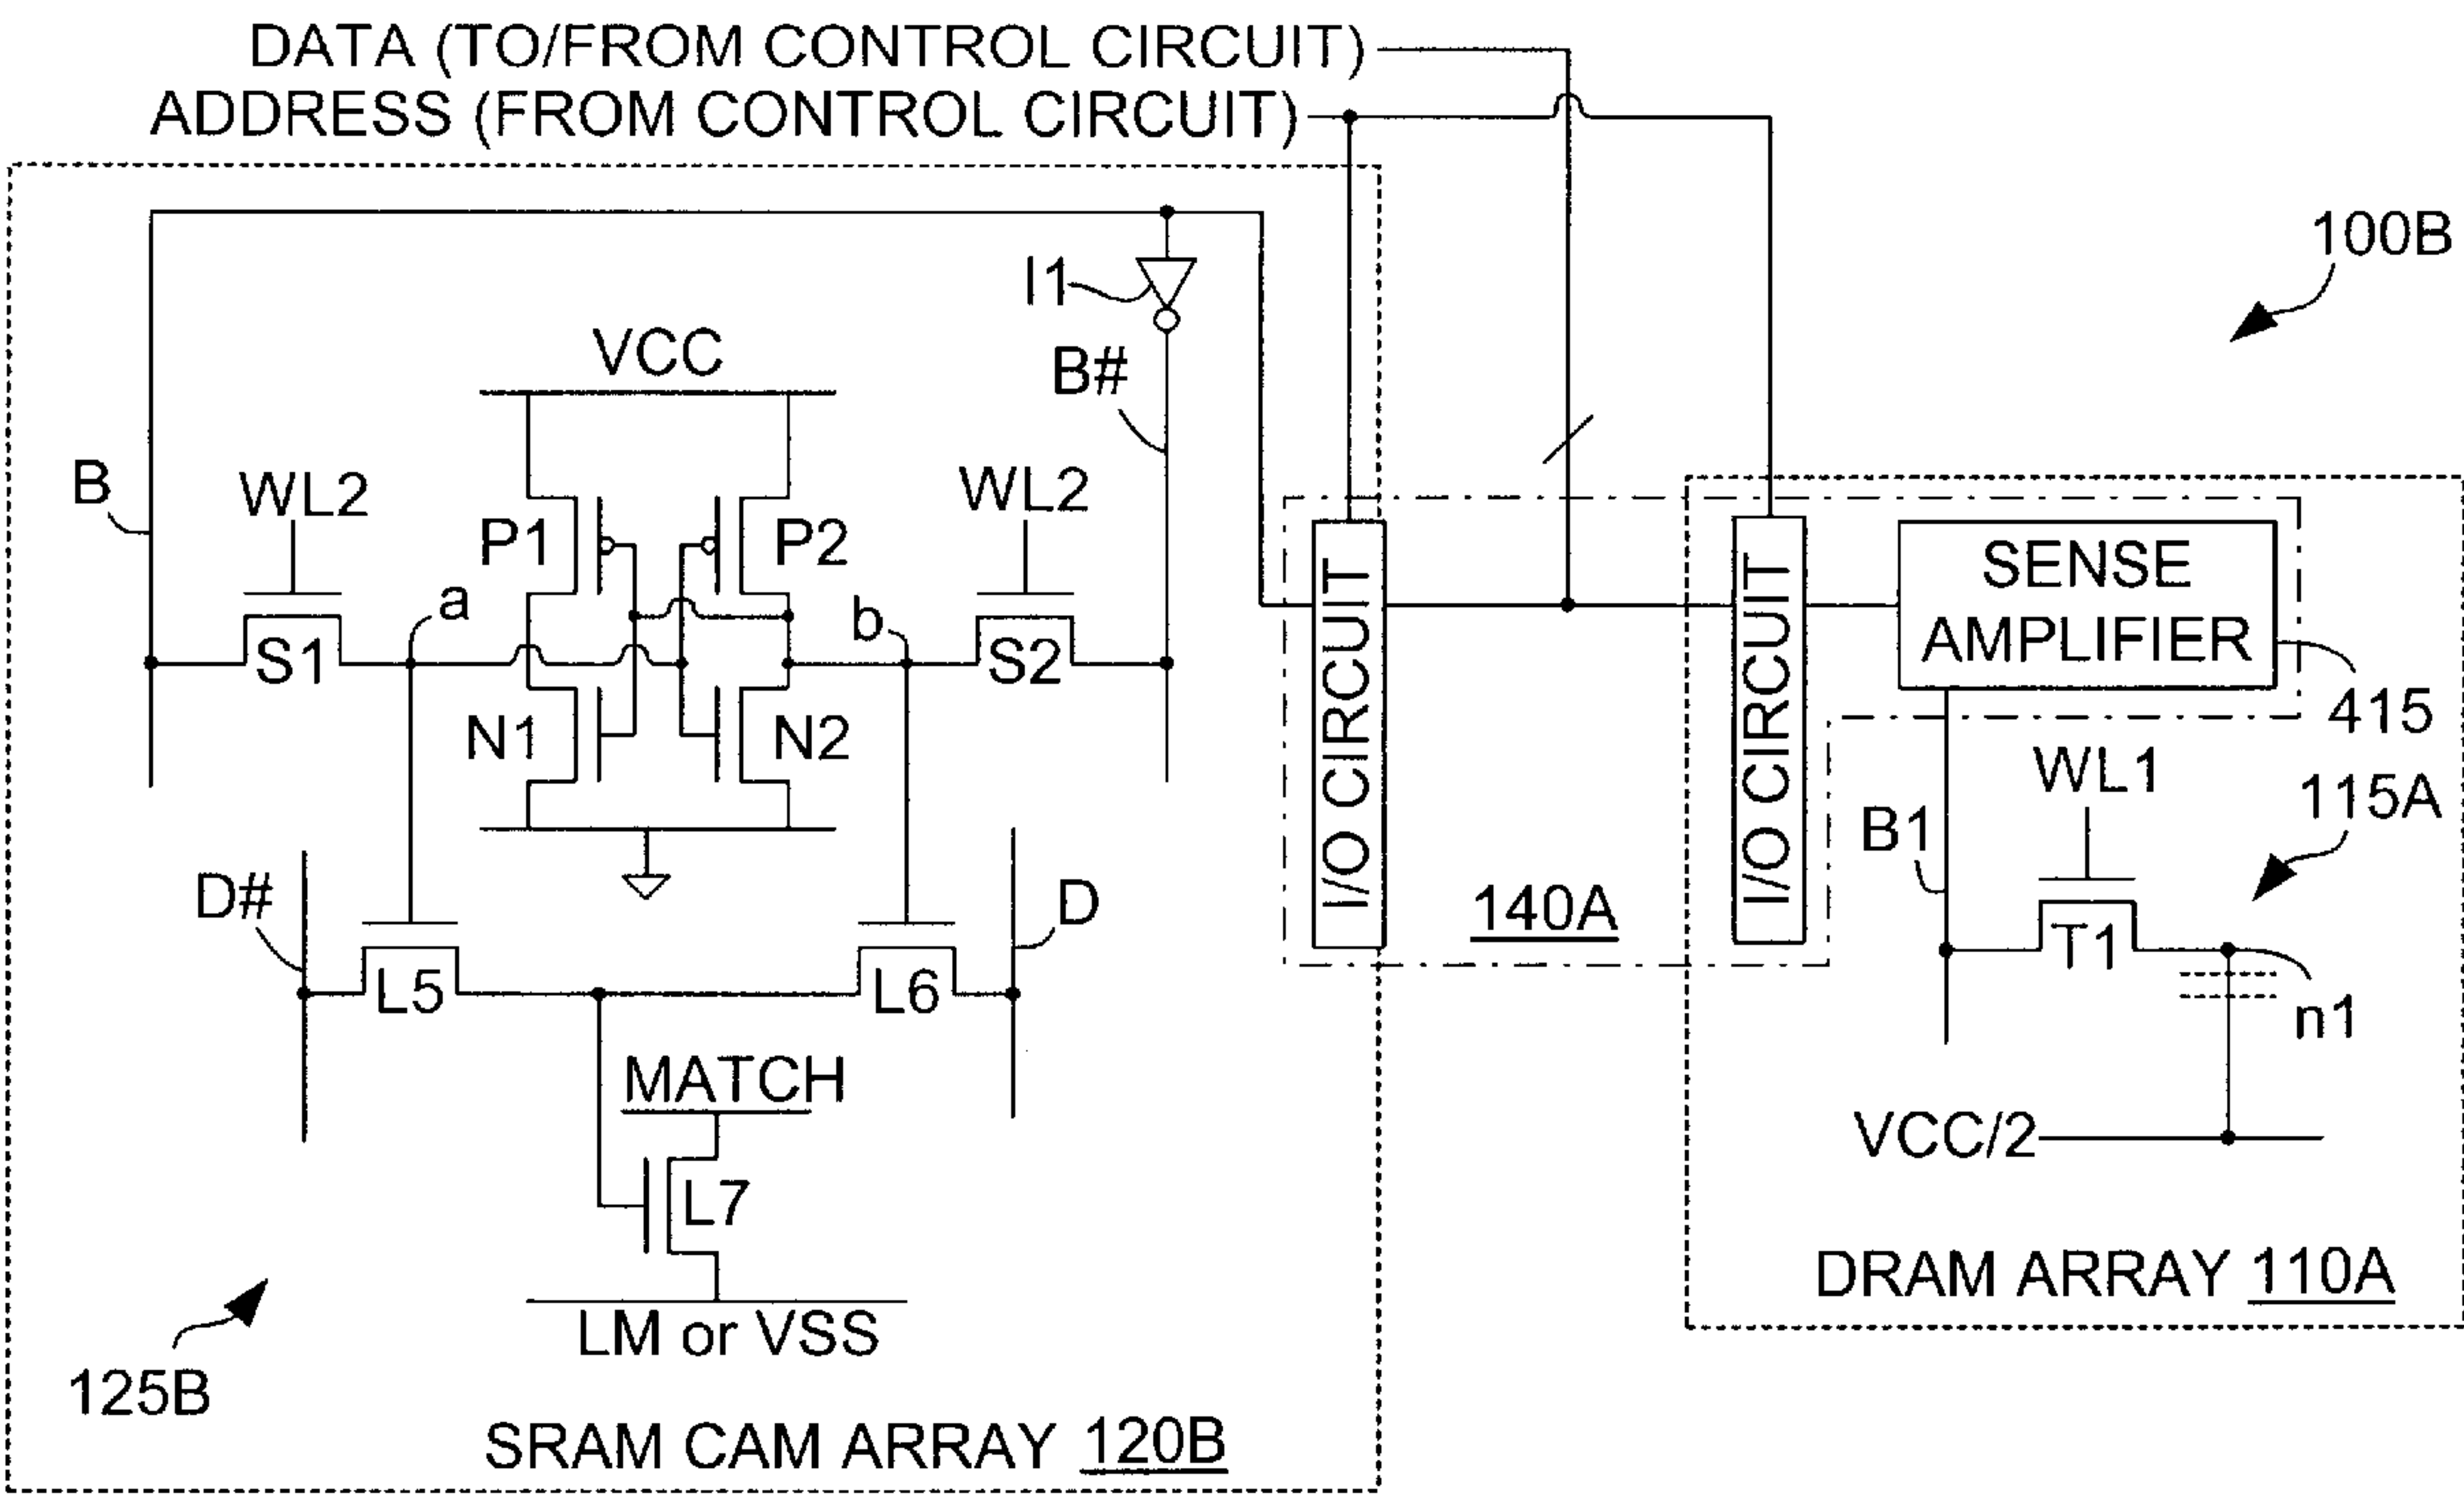 DATA (TO/FROM CONTROL CIRCUIT)
ADDRESS (FROM CONTROL CIRCUIT)
100B
I1
VCC
B#
B
WL2
WL2
P1
P2
SENSE
AMPLIFIER
I/O CIRCUIT
I/O CIRCUIT
a
b
S1
S2
N1
N2
415
WL1
115A
B1
D#
D
140A
T1
L5
L6
n1
MATCH
VCC/2
L7
DRAM ARRAY 110A
LM or VSS
125B
SRAM CAM ARRAY 120B